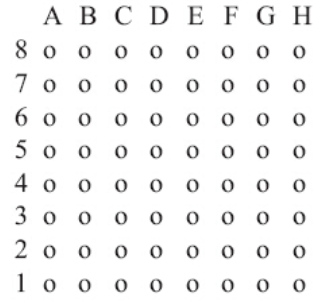 A B C D E F G H
8 o o o o o o o o
7 o o o o o o o o
6 o o o o o o o o
5 o o o o o o o o
4 o o o o o o o o
3 o o o o o o o o
2 o o o o o o o o
1 o o o o o o o o